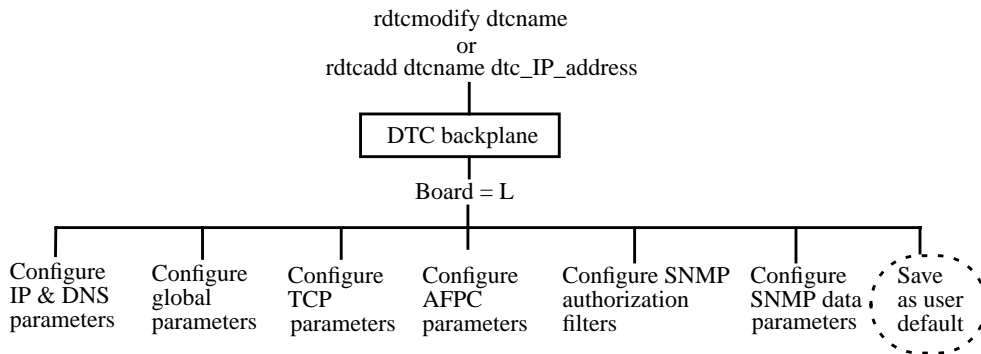 rdtcmodify dtcname
or
rdtcadd dtcname dtc_IP_address
DTC backplane
Board = L
Configure
IP & DNS
parameters
Configure
global
parameters
Configure
TCP
parameters
Configure
AFPC
parameters
Configure SNMP
authorization
filters
Configure
SNMP data
parameters
Save
as user
default